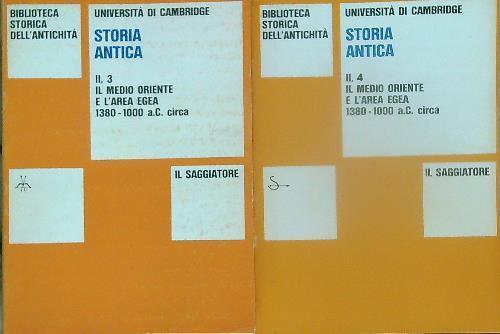 BIBLIOTECA
STORICA
DELL'ANTICHITÀ
UNIVERSITÀ DI CAMBRIDGE
STORIA
ANTICA
II. 3
IL MEDIO ORIENTE
E L'AREA EGEA
1380-1000 a.C. circa
IL SAGGIATORE
BIBLIOTECA
STORICA
DELL'ANTICHITÀ
UNIVERSITÀ DI CAMBRIDGE
STORIA
ANTICA
II. 4
IL MEDIO ORIENTE
E L'AREA EGEA
1380-1000 a.C. circa
IL SAGGIATORE